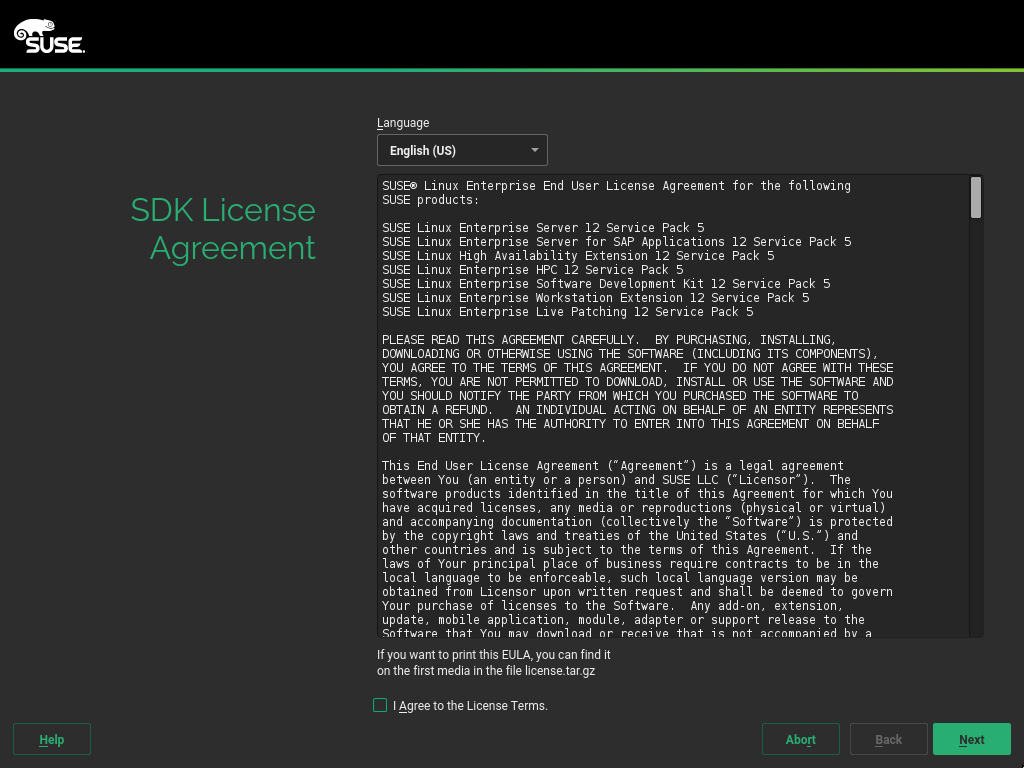 SUSE.
Language
English (US)
SDK License
Agreement
SUSE® Linux Enterprise End User License Agreement for the following
SUSE products:
SUSE Linux Enterprise Server 12 Service Pack 5
SUSE Linux Enterprise Server for SAP Applications 12 Service Pack 5
SUSE Linux High Availability Extension 12 Service Pack 5
SUSE Linux Enterprise HPC 12 Service Pack 5
SUSE Linux Enterprise Software Development Kit 12 Service Pack 5
SUSE Linux Enterprise Workstation Extension 12 Service Pack 5
SUSE Linux Enterprise Live Patching 12 Service Pack 5
PLEASE READ THIS AGREEMENT CAREFULLY.  BY PURCHASING, INSTALLING,
DOWNLOADING OR OTHERWISE USING THE SOFTWARE (INCLUDING ITS COMPONENTS),
YOU AGREE TO THE TERMS OF THIS AGREEMENT.  IF YOU DO NOT AGREE WITH THESE
TERMS, YOU ARE NOT PERMITTED TO DOWNLOAD, INSTALL OR USE THE SOFTWARE AND
YOU SHOULD NOTIFY THE PARTY FROM WHICH YOU PURCHASED THE SOFTWARE TO
OBTAIN A REFUND.   AN INDIVIDUAL ACTING ON BEHALF OF AN ENTITY REPRESENTS
THAT HE OR SHE HAS THE AUTHORITY TO ENTER INTO THIS AGREEMENT ON BEHALF
OF THAT ENTITY.
This End User License Agreement (“Agreement”) is a legal agreement
between You (an entity or a person) and SUSE LLC (“Licensor”).  The
software products identified in the title of this Agreement for which You
have acquired licenses, any media or reproductions (physical or virtual)
and accompanying documentation (collectively the “Software”) is protected
by the copyright laws and treaties of the United States (“U.S.”) and
other countries and is subject to the terms of this Agreement.  If the
laws of Your principal place of business require contracts to be in the
local language to be enforceable, such local language version may be
obtained from Licensor upon written request and shall be deemed to govern
Your purchase of licenses to the Software.  Any add-on, extension,
update, mobile application, module, adapter or support release to the
Software that You may download or receive that is not accompanied by a
If you want to print this EULA, you can find it
on the first media in the file license.tar.gz
I Agree to the License Terms.
Help
Abort
Back
Next